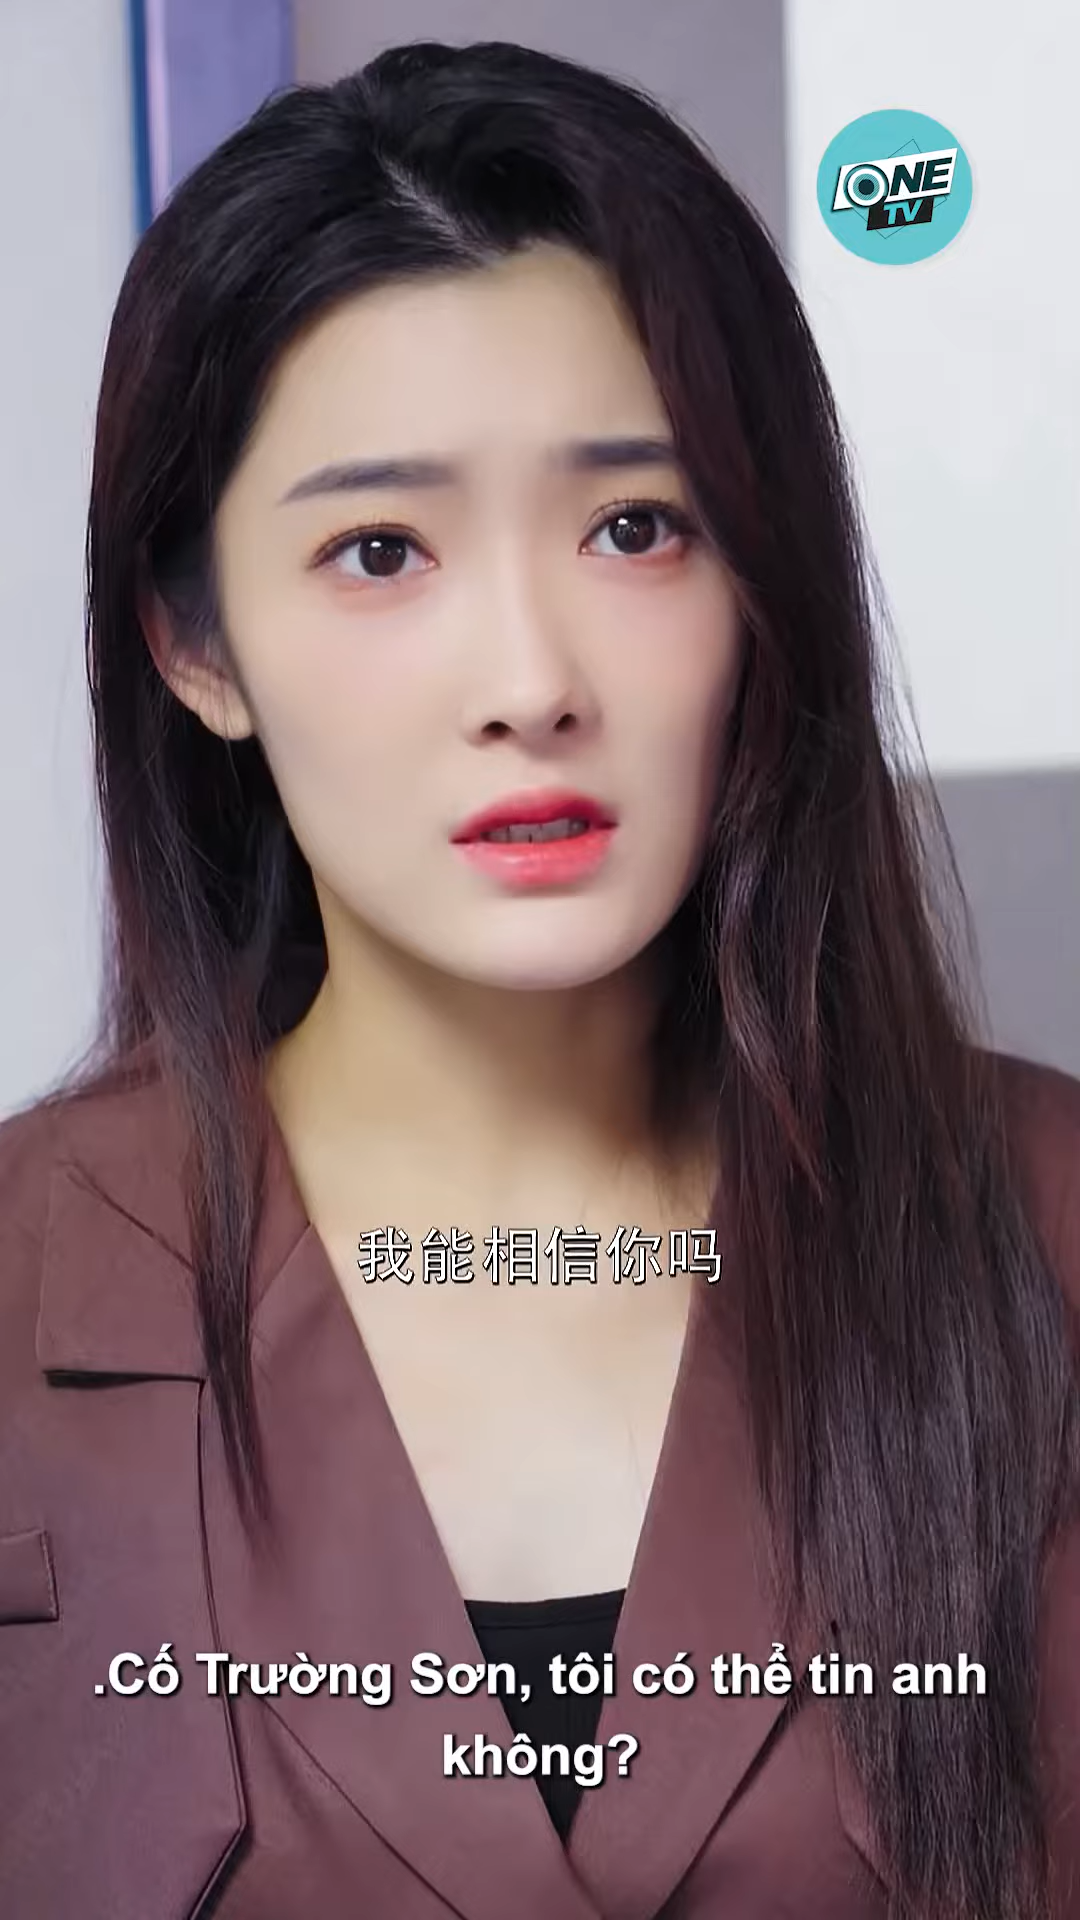 ONE
TV
我能相信你吗
.Cố Trường Sơn, tôi có thể tin anh
không?